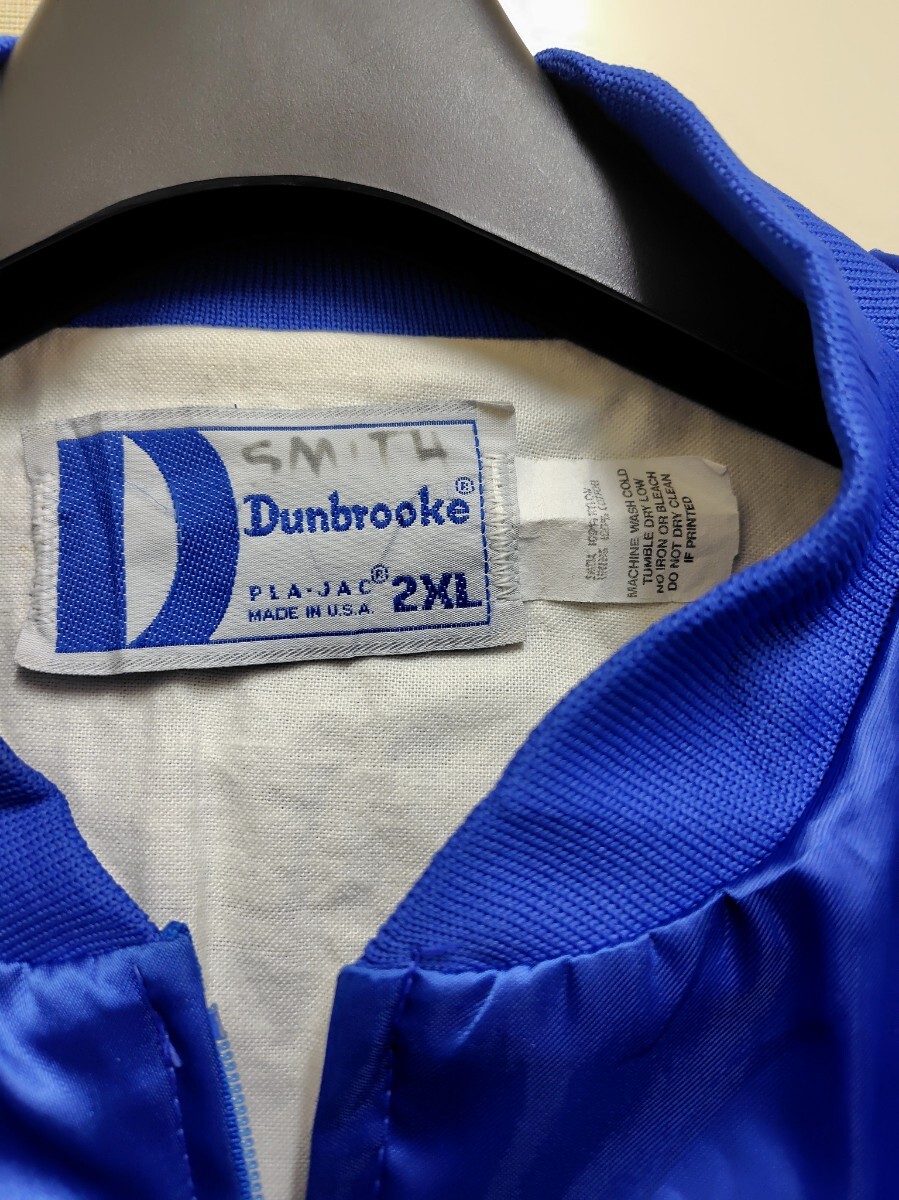 SMITH
Dunbrooke®
PLA-JAC® 2XL
MADE IN U.S.A.
MACHINE WASH COLD
TUMBLE DRY LOW
NO IRON OR BLEACH
DO NOT DRY CLEAN
IF PRINTED